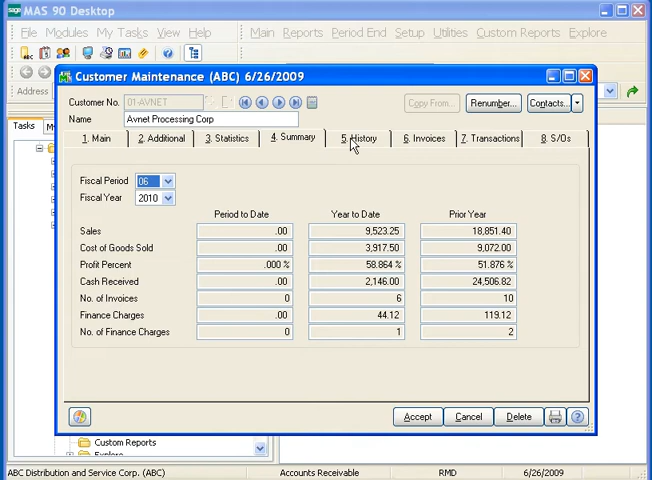 sage MAS 90 Desktop
File Modules My Tasks View Help
Main Reports Period End Setup Utilities Custom Reports Explore
Address
Tasks My
Customer Maintenance (ABC) 6/26/2009
Customer No. 01-AVNET
Copy From... Renumber... Contacts...
Name Avnet Processing Corp
1. Main 2. Additional 3. Statistics 4. Summary 5. History 6. Invoices 7. Transactions 8. S/Os
Fiscal Period 06
Fiscal Year 2010
Period to Date Year to Date Prior Year
Sales .00 9,523.25 18,851.40
Cost of Goods Sold .00 3,917.50 9,072.00
Profit Percent .000 % 58.864 % 51.876 %
Cash Received .00 2,146.00 24,506.82
No. of Invoices 0 6 10
Finance Charges .00 44.12 119.12
No. of Finance Charges 0 1 2
Accept Cancel Delete
Custom Reports
Explore
ABC Distribution and Service Corp. (ABC) Accounts Receivable RMD 6/26/2009